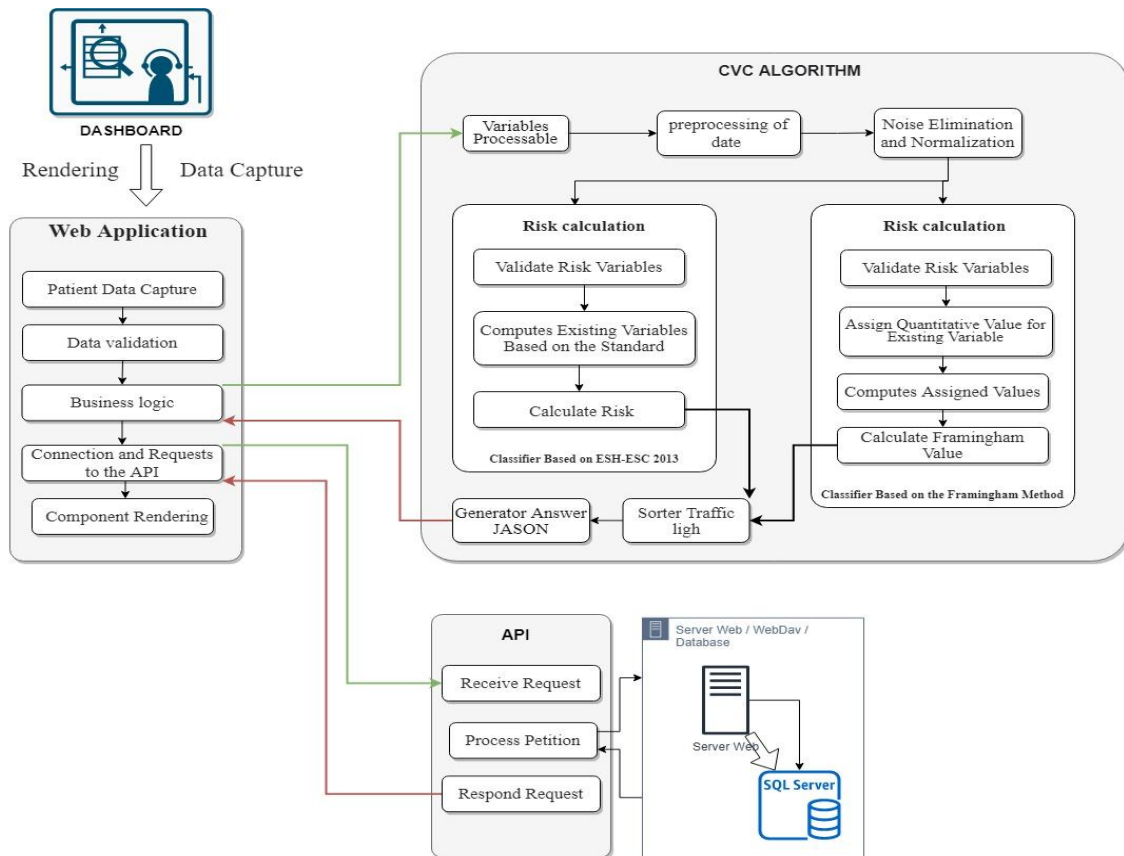 DASHBOARD
Rendering
Data Capture
Web Application
Patient Data Capture
Data validation
Business logic
Connection and Requests
to the API
Component Rendering
CVC ALGORITHM
Variables
Processable
preprocessing of
date
Noise Elimination
and Normalization
Risk calculation
Validate Risk Variables
Computes Existing Variables
Based on the Standard
Calculate Risk
Classifier Based on ESH-ESC 2013
Risk calculation
Validate Risk Variables
Assign Quantitative Value for
Existing Variable
Computes Assigned Values
Calculate Framingham
Value
Classifier Based on the Framingham Method
Generator Answer
JASON
Sorter Traffic
ligh
API
Receive Request
Process Petition
Respond Request
Server Web / WebDav /
Database
Server Web
SQL Server